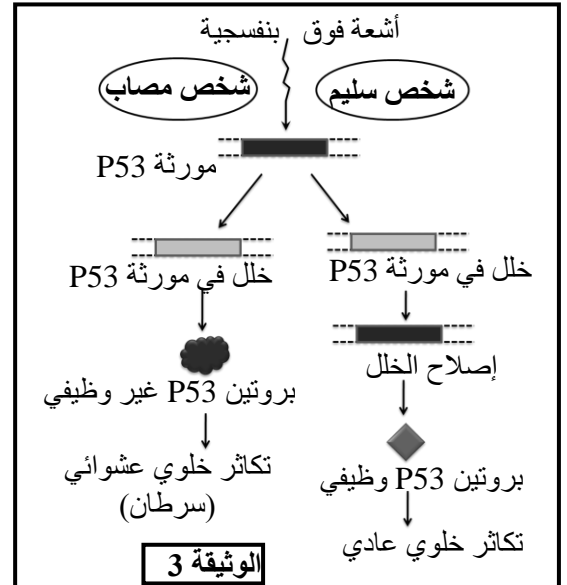 أشعة فوق بنفسجية
شخص سليم
شخص مصاب
مورثة P53
خلل في مورثة P53
خلل في مورثة P53
إصلاح الخلل
بروتين P53 غير وظيفي
بروتين P53 وظيفي
تكاثر خلوي عشوائي
(سرطان)
تكاثر خلوي عادي
الوثيقة 3